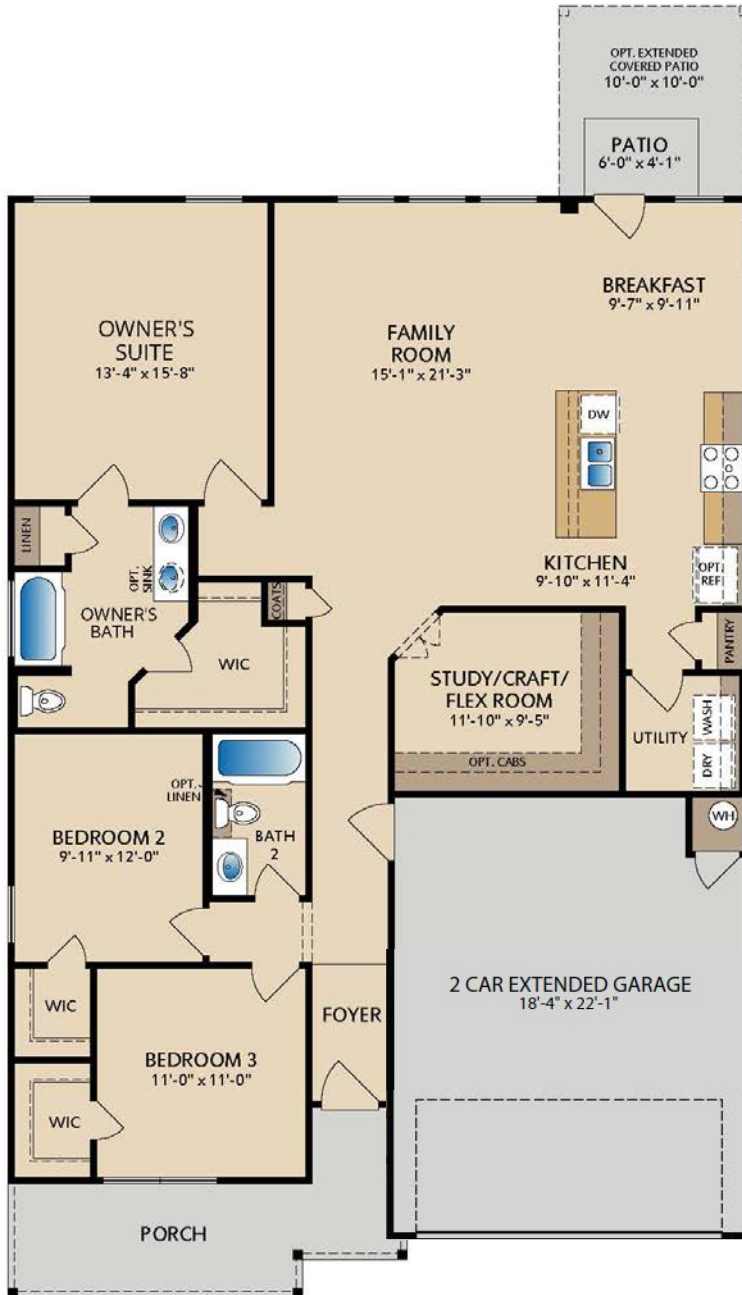 OPT. EXTENDED
COVERED PATIO
10'-0" x 10'-0"
PATIO
6'-0" x 4'-1"
BREAKFAST
9'-7" x 9'-11"
OWNER'S
SUITE
13'-4" x 15'-8"
FAMILY
ROOM
15'-1" x 21'-3"
DW
LINEN
OPT.
SINK
KITCHEN
9'-10" x 11'-4"
OPT.
REF
OWNER'S
BATH
COATS
WIC
PANTRY
STUDY/CRAFT/
FLEX ROOM
11'-10" x 9'-5"
OPT. CABS
UTILITY
WASH
DRY
OPT.
LINEN
BEDROOM 2
9'-11" x 12'-0"
BATH
2
WH
WIC
2 CAR EXTENDED GARAGE
18'-4" x 22'-1"
FOYER
BEDROOM 3
11'-0" x 11'-0"
WIC
PORCH